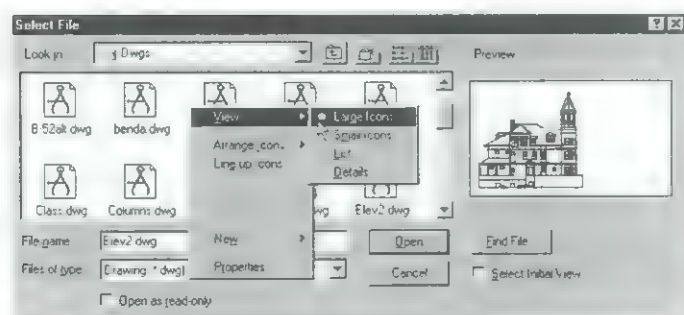 Select File
Look in: Dwgs Preview
B-52alt.dwg benda.dwg
View Large Icons
Small Icons
List
Details
Arrange Icons
Line up Icons
Class.dwg Columns.dwg Elev2.dwg
New
Properties
File name: Elev2.dwg Open Find File
Files of type: Drawing (*.dwg) Cancel Select Initial View
Open as read-only